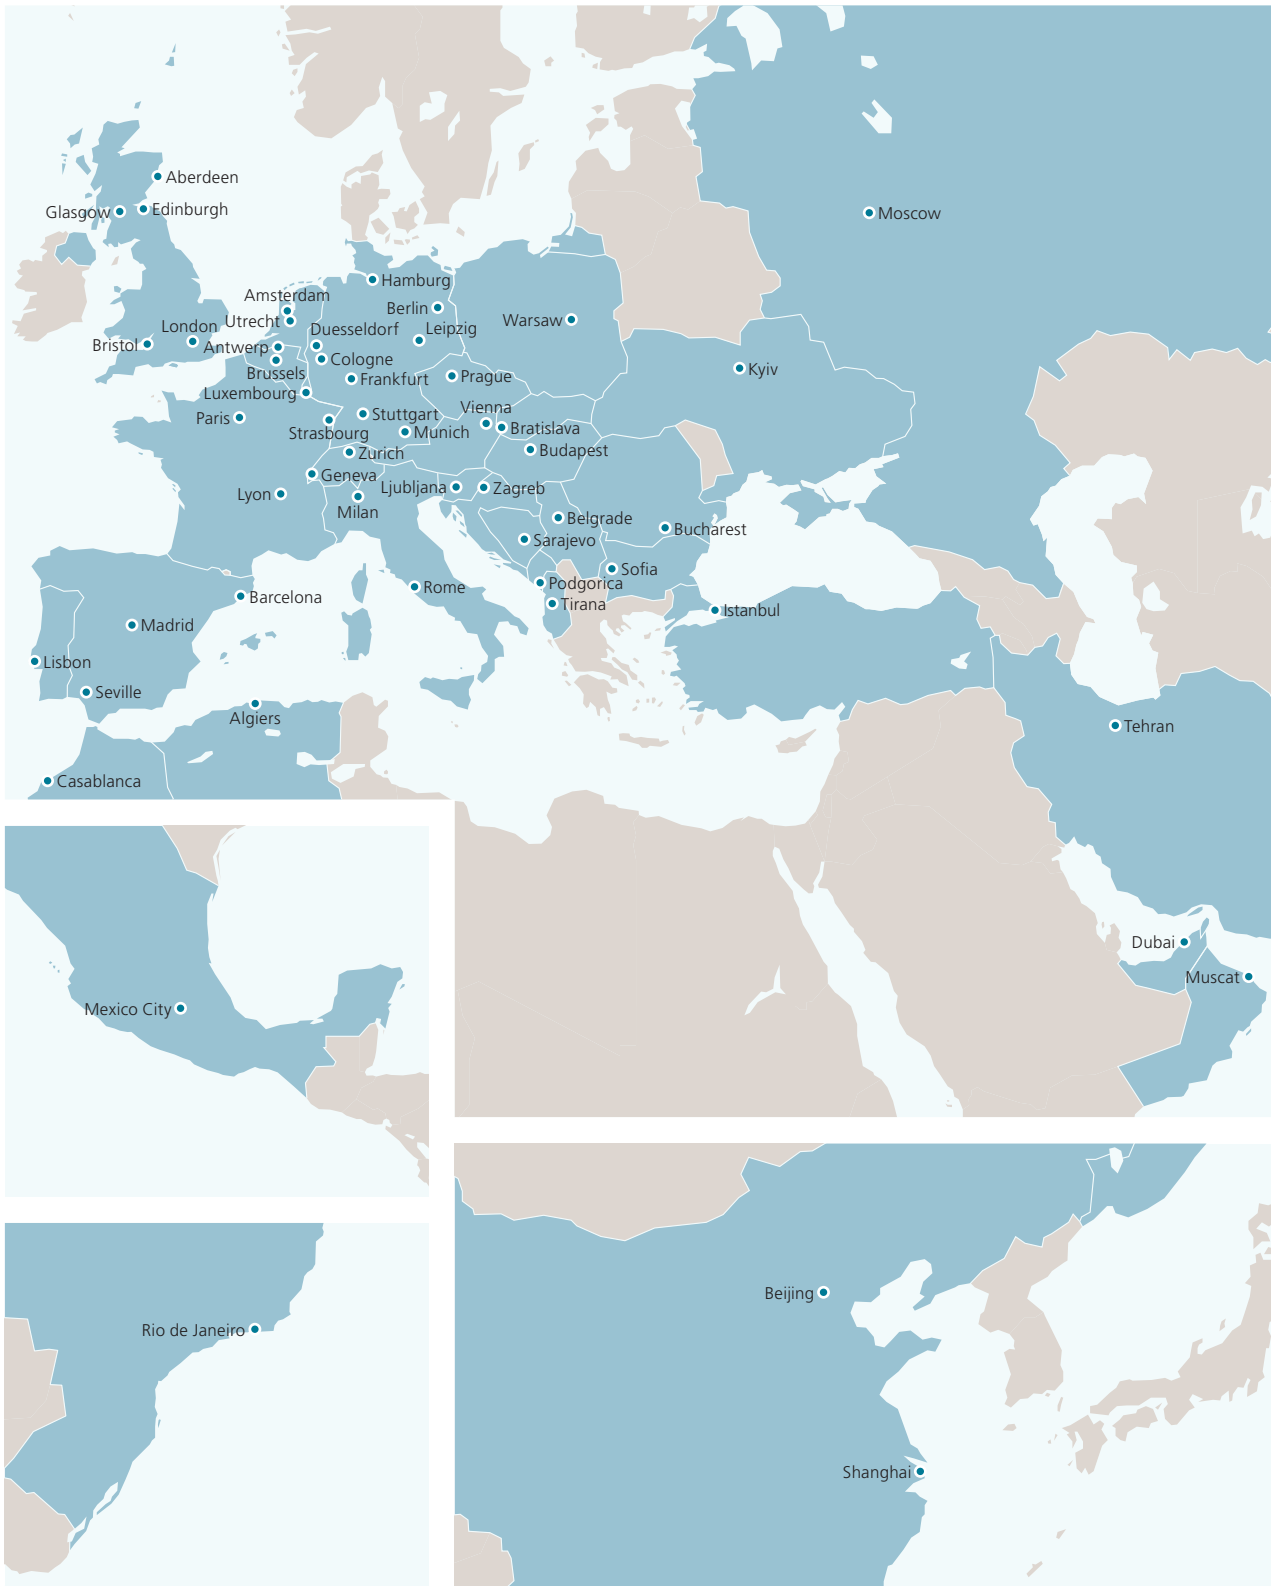 Aberdeen
Glasgow
Edinburgh
Moscow
Hamburg
Amsterdam
Berlin
Utrecht
Warsaw
London
Duesseldorf
Leipzig
Bristol
Antwerp
Cologne
Brussels
Kyiv
Frankfurt
Prague
Luxembourg
Paris
Stuttgart
Vienna
Strasbourg
Munich
Bratislava
Zurich
Budapest
Geneva
Lyon
Ljubljana
Zagreb
Milan
Belgrade
Bucharest
Sarajevo
Sofia
Podgorica
Rome
Barcelona
Tirana
Istanbul
Madrid
Lisbon
Seville
Algiers
Tehran
Casablanca
Dubai
Muscat
Mexico City
Beijing
Rio de Janeiro
Shanghai